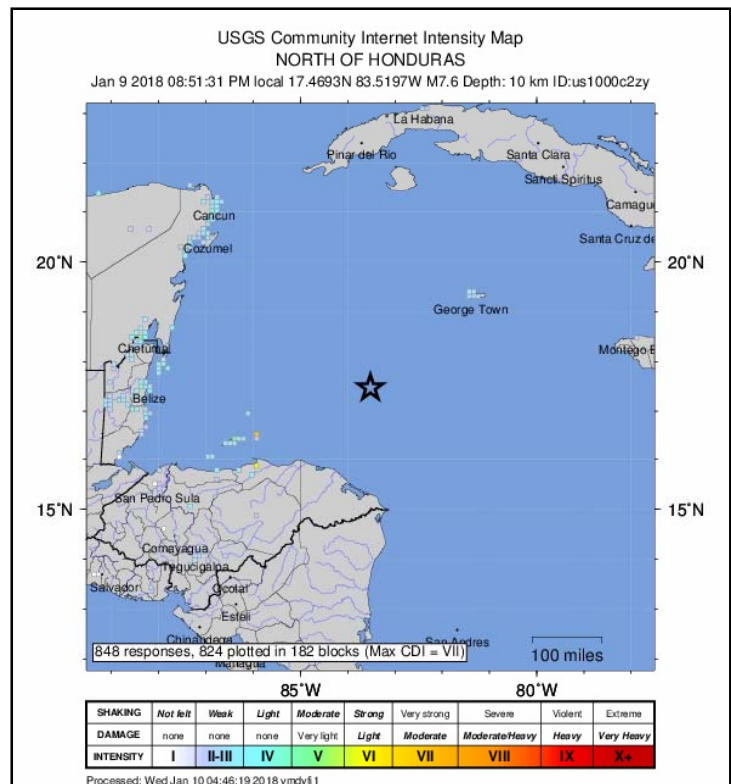 USGS Community Internet Intensity Map
NORTH OF HONDURAS
Jan 9 2018 08:51:31 PM local 17.4693N 83.5197W M7.6 Depth: 10 km ID:us1000c2zy
La Habana
Pinar del Rio
Santa Clara
Sancti Spiritus
Camagu
Cancun
Santa Cruz de
Cozumel
20˚N
20˚N
George Town
Chetumal
Montego B
Belize
15˚N
San Pedro Sula
15˚N
Comayagua
Tegucigalpa
Salvador
Ocotal
Esteli
Chinandega
San Andres
848 responses, 824 plotted in 182 blocks (Max CDI = VII)
Managua
100 miles
85˚W
80˚W
SHAKING Not felt Weak Light Moderate Strong Very strong Severe Violent Extreme
DAMAGE none none none Very light Light Moderate Moderate/Heavy Heavy Very Heavy
INTENSITY I II-III IV V VI VII VIII IX X+
Processed: Wed Jan 10 04:46:19 2018 vmdyfi1